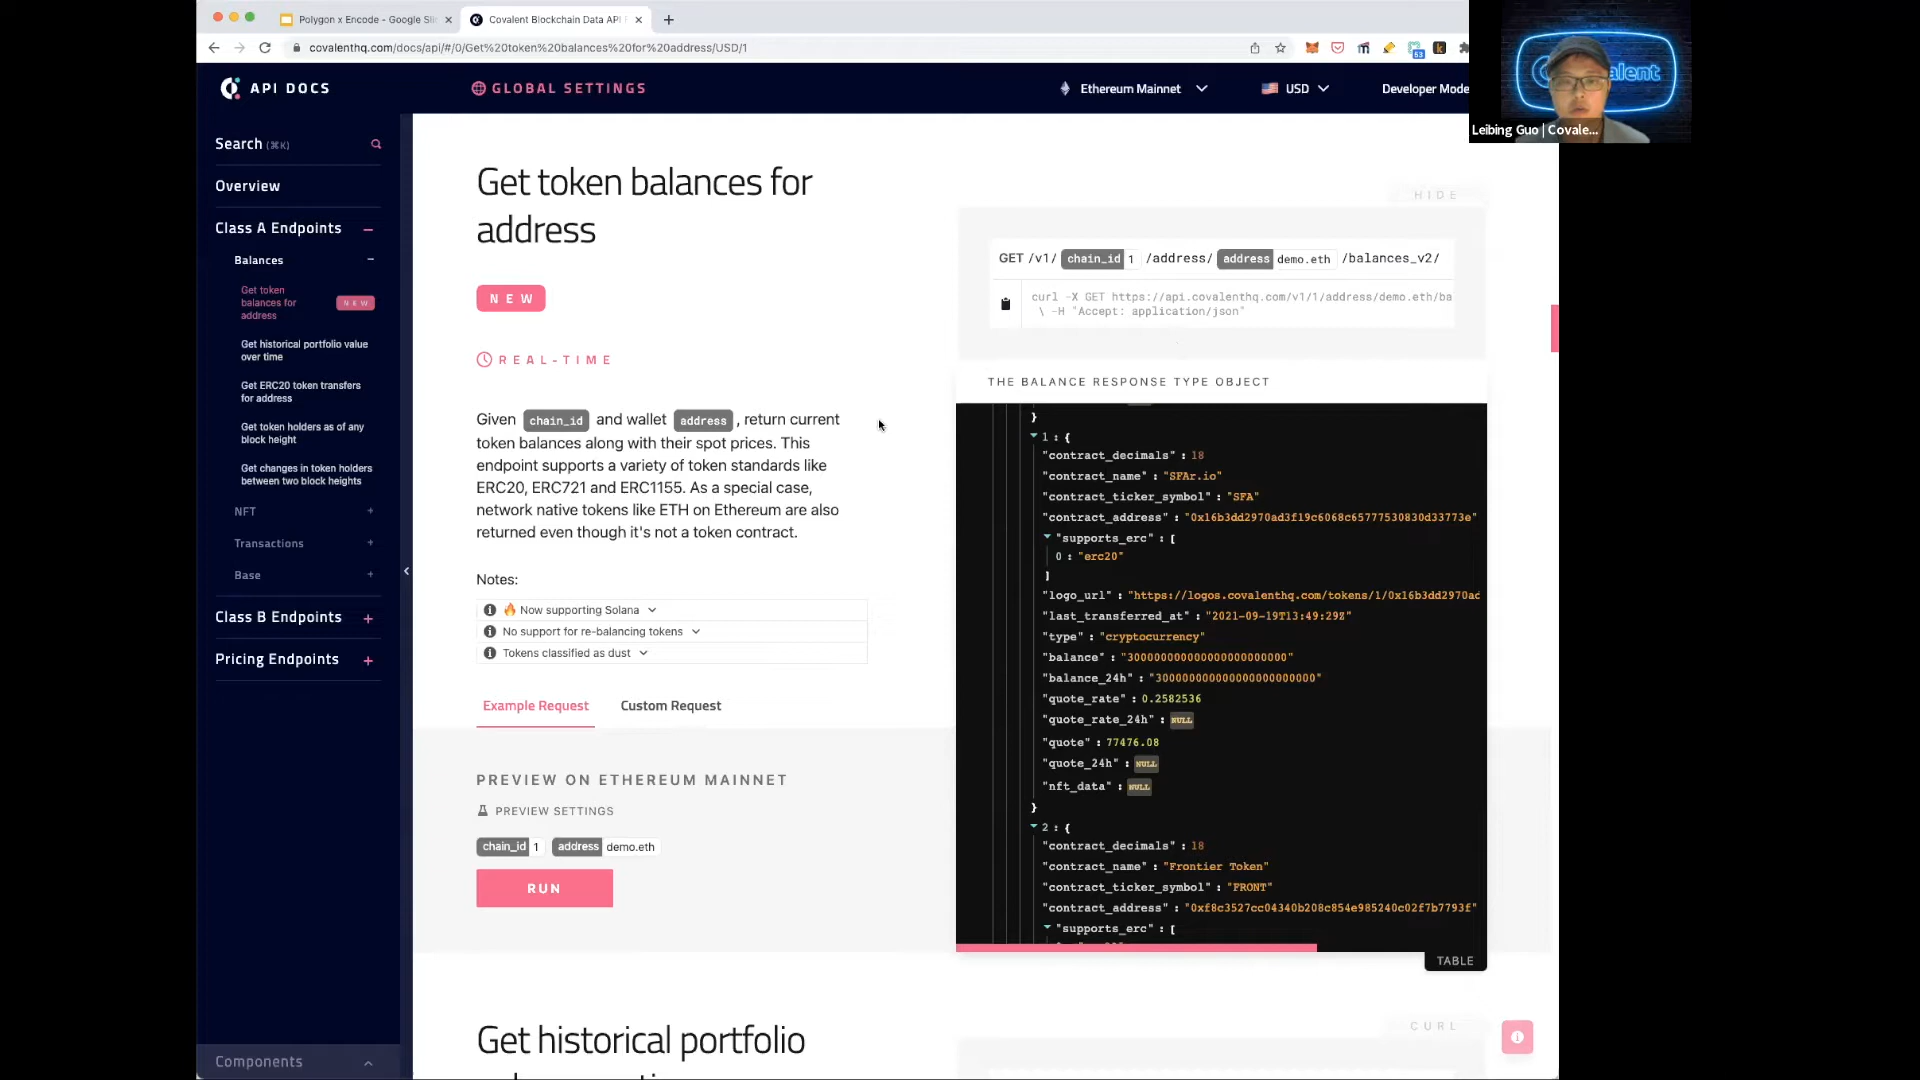 Polygon x Encode - Google Sli
Covalent Blockchain Data API
covalenthq.com/docs/api/#/0/Get%20token%20balances%20for%20address/USD/1
53
k
API DOCS
GLOBAL SETTINGS
Ethereum Mainnet
USD
Developer Mode
alent
Leibing Guo | Covale...
Search (⌘K)
Overview
Class A Endpoints
Balances
Get token
balances for
address
NEW
Get historical portfolio value
over time
Get ERC20 token transfers
for address
Get token holders as of any
block height
Get changes in token holders
between two block heights
NFT
Transactions
Base
Class B Endpoints
Pricing Endpoints
Components
Get token balances for
address
NEW
REAL-TIME
Given chain_id and wallet address , return current
token balances along with their spot prices. This
endpoint supports a variety of token standards like
ERC20, ERC721 and ERC1155. As a special case,
network native tokens like ETH on Ethereum are also
returned even though it's not a token contract.
Notes:
🔥 Now supporting Solana
No support for re-balancing tokens
Tokens classified as dust
Example Request Custom Request
PREVIEW ON ETHEREUM MAINNET
PREVIEW SETTINGS
chain_id 1 address demo.eth
RUN
HIDE
GET /v1/ chain_id 1 /address/ address demo.eth /balances_v2/
curl -X GET https://api.covalenthq.com/v1/1/address/demo.eth/ba
\ -H "Accept: application/json"
THE BALANCE RESPONSE TYPE OBJECT
}
1 : {
"contract_decimals" : 18
"contract_name" : "SFAr.io"
"contract_ticker_symbol" : "SFA"
"contract_address" : "0x16b3dd2970ad3f19c6068c65777530830d33773e"
"supports_erc" : [
0 : "erc20"
]
"logo_url" : "https://logos.covalenthq.com/tokens/1/0x16b3dd2970ad
"last_transferred_at" : "2021-09-19T13:49:29Z"
"type" : "cryptocurrency"
"balance" : "300000000000000000000000"
"balance_24h" : "300000000000000000000000"
"quote_rate" : 0.2582536
"quote_rate_24h" : NULL
"quote" : 77476.08
"quote_24h" : NULL
"nft_data" : NULL
}
2 : {
"contract_decimals" : 18
"contract_name" : "Frontier Token"
"contract_ticker_symbol" : "FRONT"
"contract_address" : "0xf8c3527cc04340b208c854e985240c02f7b7793f"
"supports_erc" : [
TABLE
Get historical portfolio
CURL